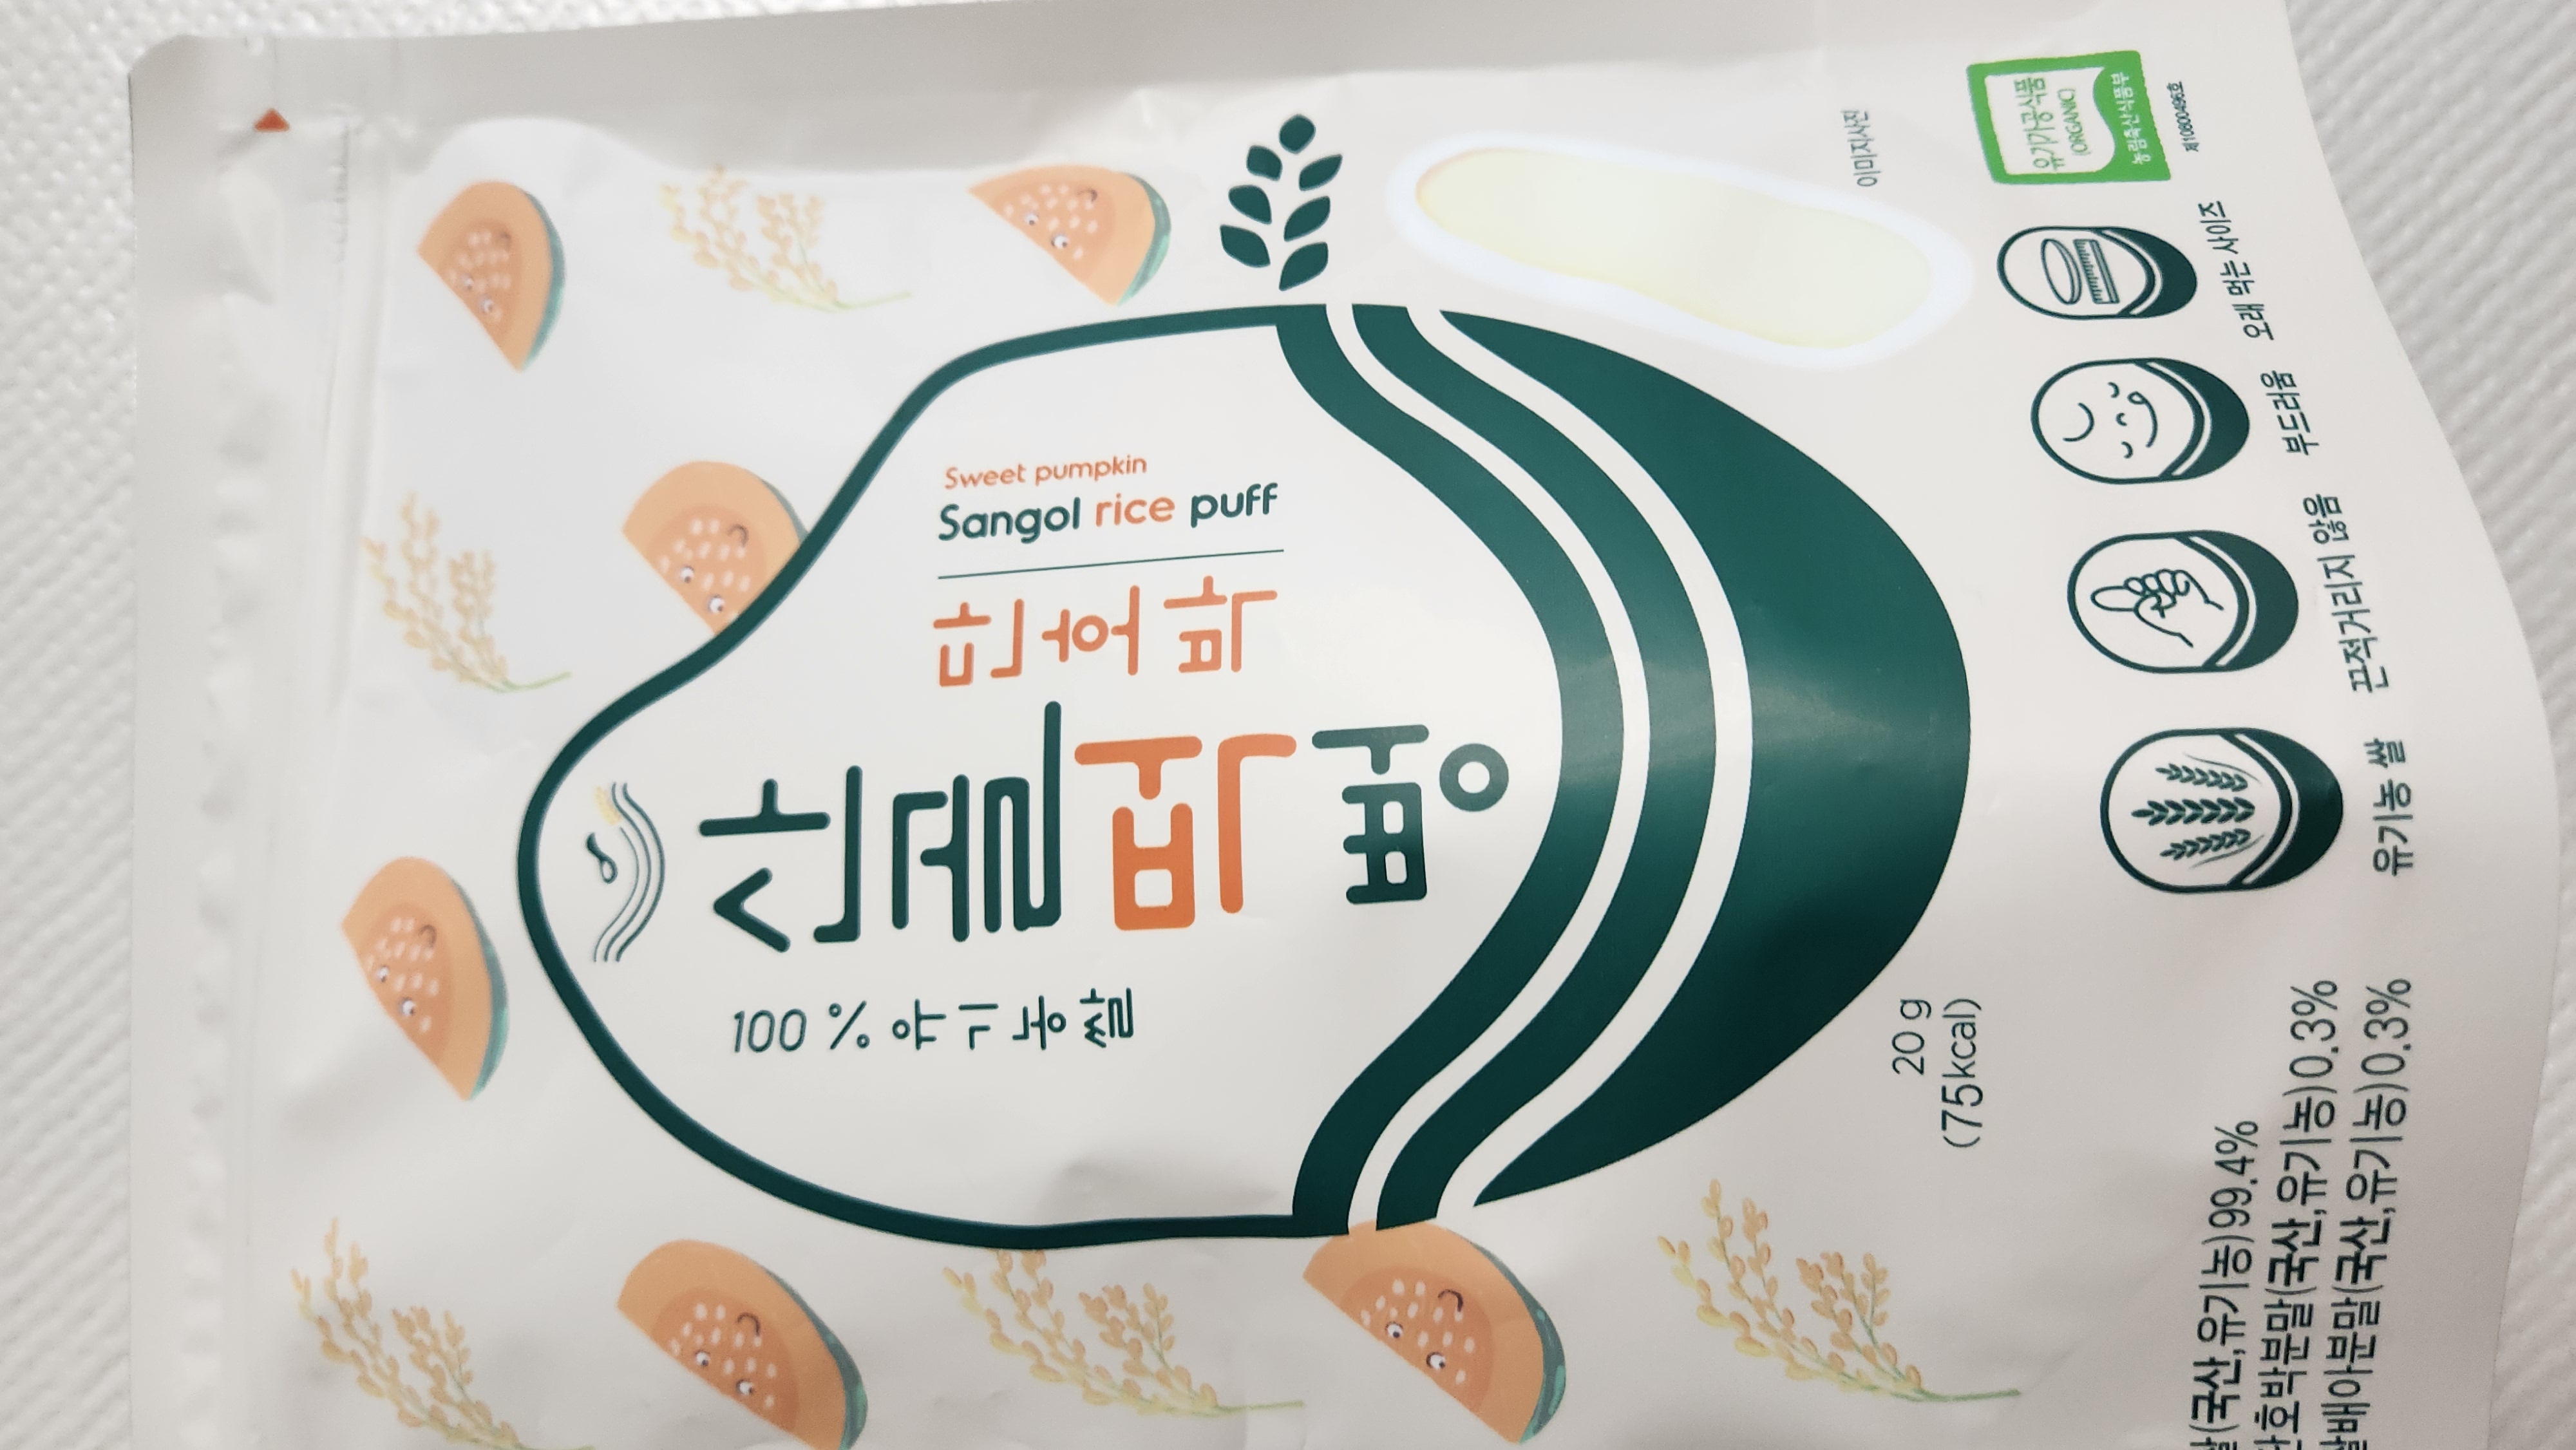 Sweet pumpkin
Sangol rice puff
단호박
산골바
얌
100 % 유기농쌀
이미지사진
유기가공식품
(ORGANIC)
농림축산식품부
오래 먹는 사이즈
부드러움
끈적거리지 않음
유기농 쌀
20 g
(75kcal)
(국산,유기농)99.4%
호박분말(국산,유기농)0.3%
배아분말(국산,유기농)0.3%